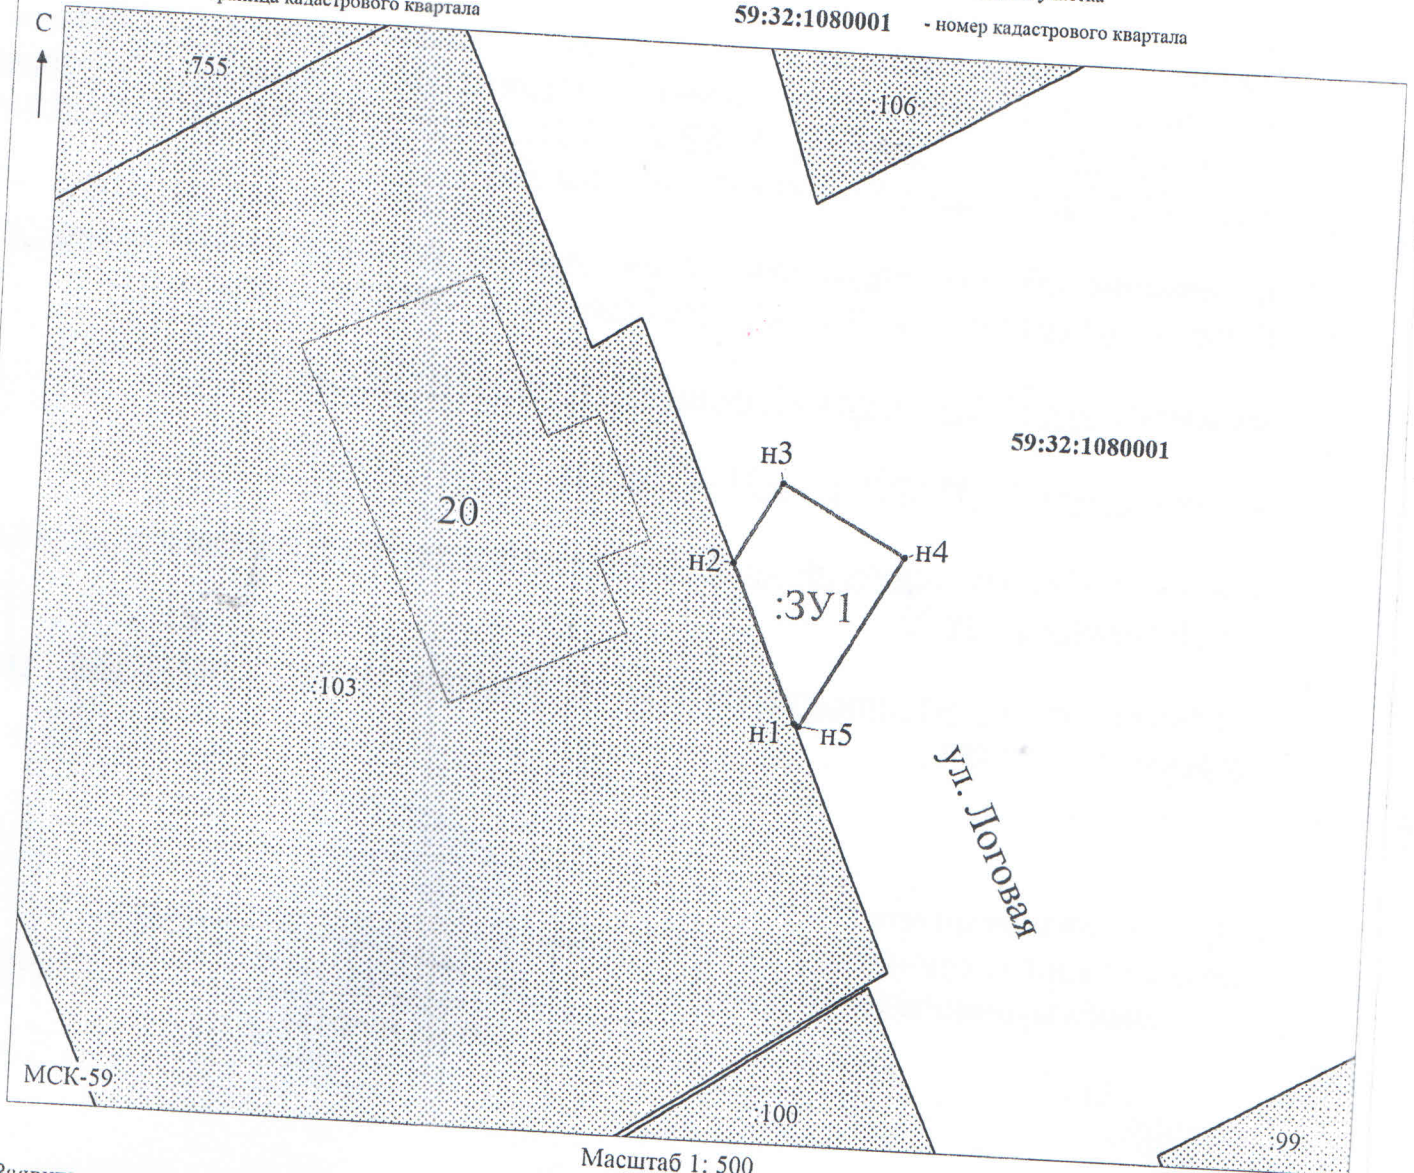 кадастрового квартала
59:32:1080001 - номер кадастрового квартала
С
:755
:106
59:32:1080001
н3
20
н2
н4
:ЗУ1
:103
н1
н5
ул. Логовая
МСК-59
:100
:99
Масштаб 1: 500